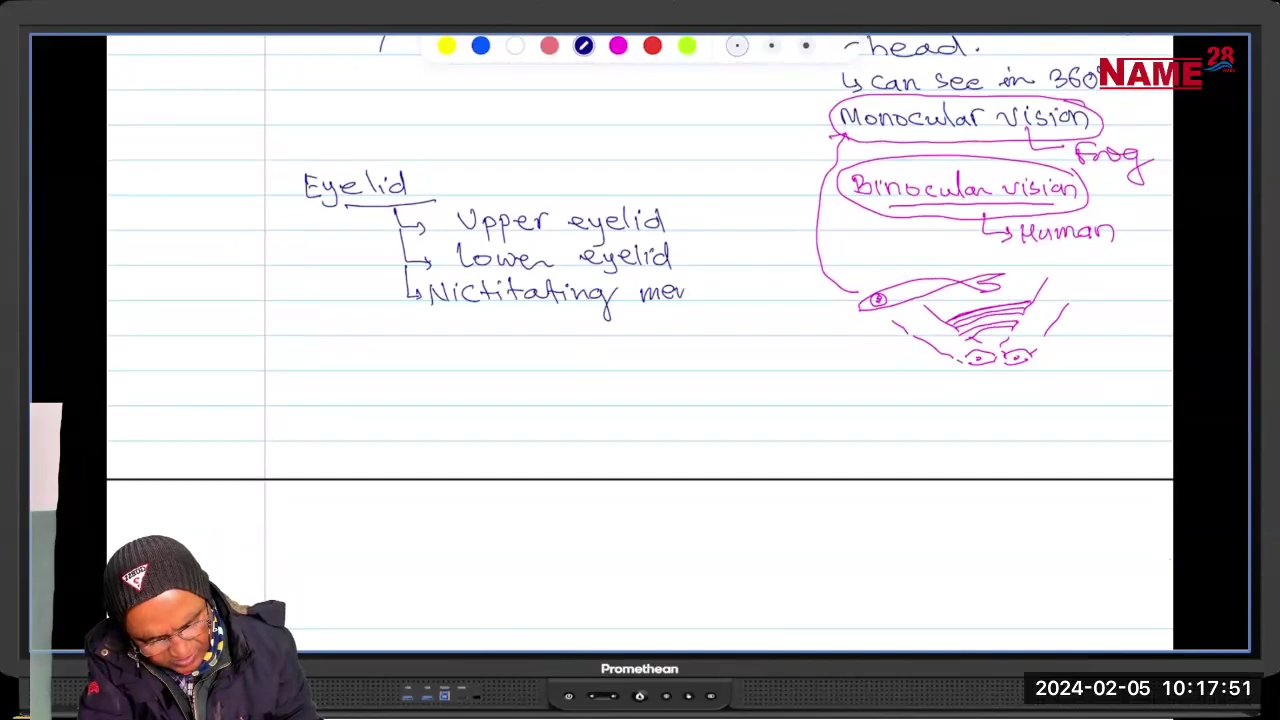 head.
↳ can see in 360°
NAME 28
Monocular vision
Frog
Binocular vision
↳ Human
Eyelid
↳ Upper eyelid
↳ Lower eyelid
↳ Nictitating mem
Promethean
2024-02-05 10:17:51